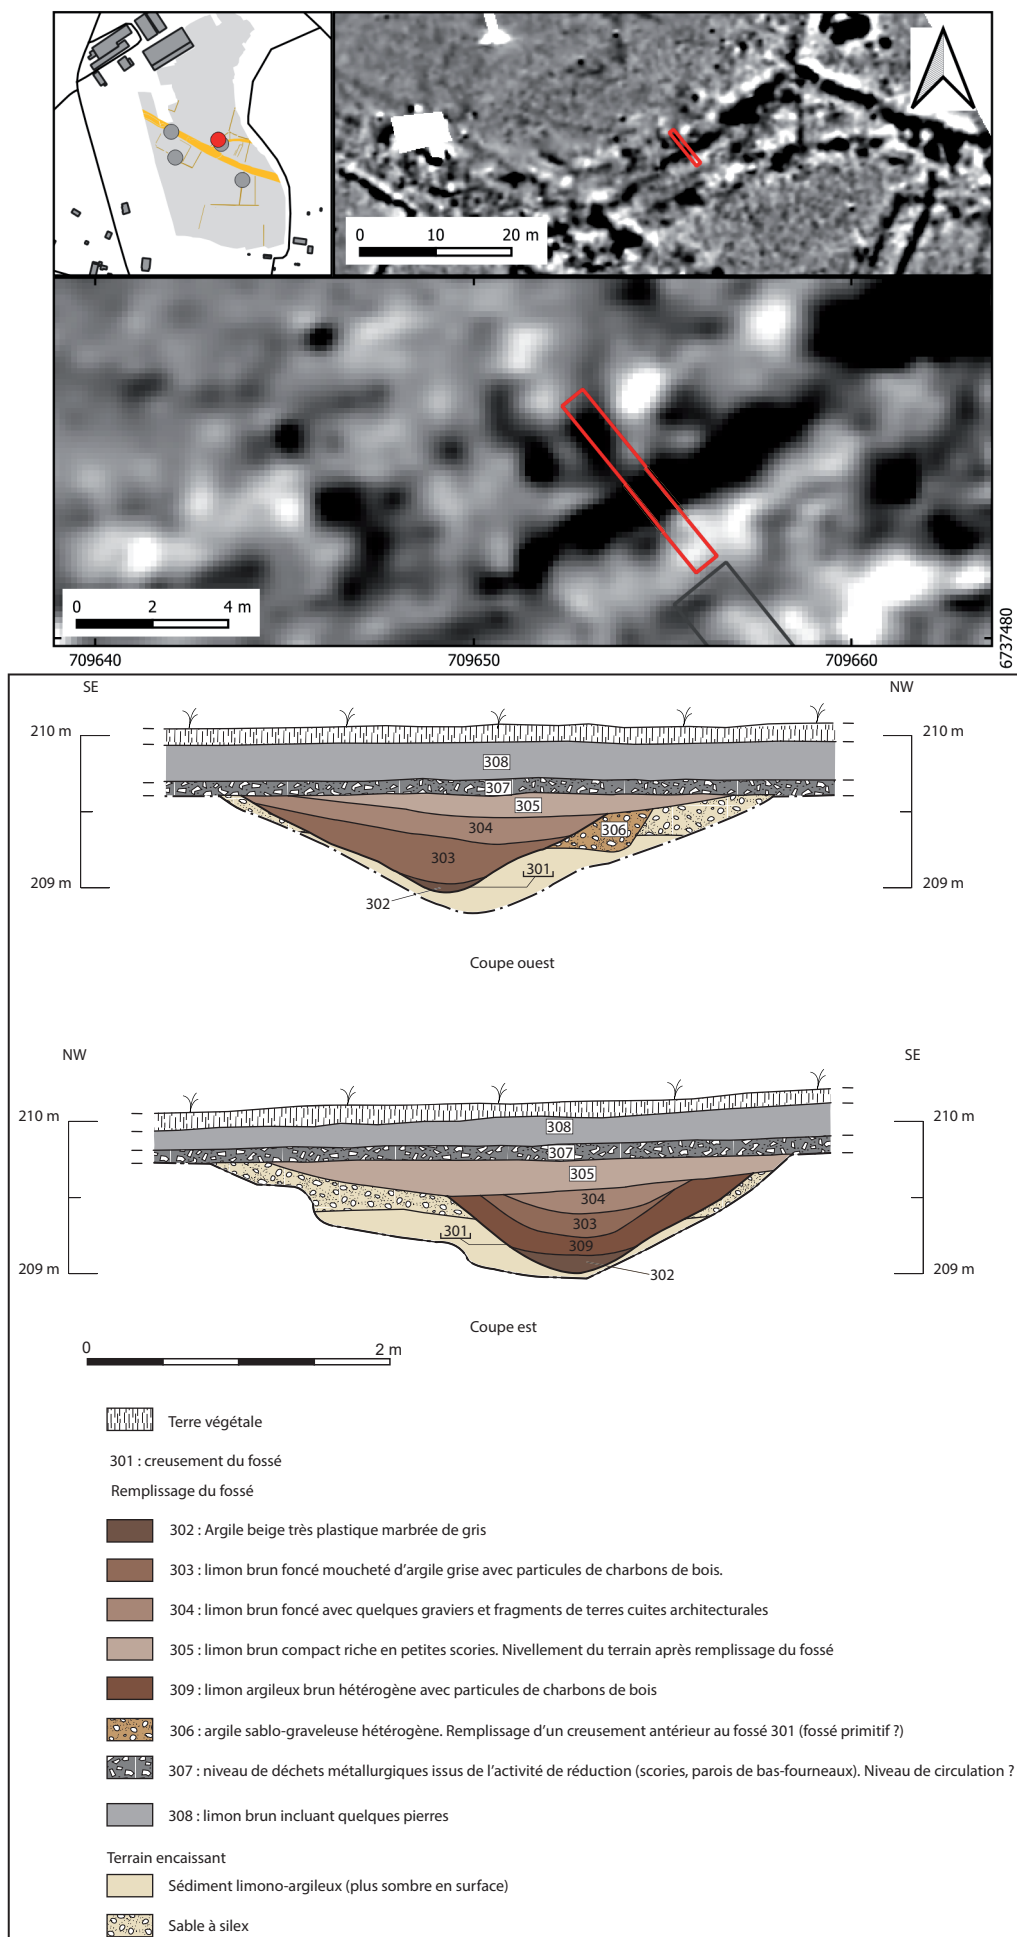 0 10 20 m
0 2 4 m
709640 709650 709660
6737480
SE NW
210 m 210 m
308
307
305
304
306
303
301
209 m 209 m
302
Coupe ouest
NW SE
210 m 210 m
308
307
305
304
303
301
309
302
209 m 209 m
Coupe est
0 2 m
Terre végétale
301 : creusement du fossé
Remplissage du fossé
302 : Argile beige très plastique marbrée de gris
303 : limon brun foncé moucheté d’argile grise avec particules de charbons de bois.
304 : limon brun foncé avec quelques graviers et fragments de terres cuites architecturales
305 : limon brun compact riche en petites scories. Nivellement du terrain après remplissage du fossé
309 : limon argileux brun hétérogène avec particules de charbons de bois
306 : argile sablo-graveleuse hétérogène. Remplissage d’un creusement antérieur au fossé 301 (fossé primitif ?)
307 : niveau de déchets métallurgiques issus de l’activité de réduction (scories, parois de bas-fourneaux). Niveau de circulation ?
308 : limon brun incluant quelques pierres
Terrain encaissant
Sédiment limono-argileux (plus sombre en surface)
Sable à silex